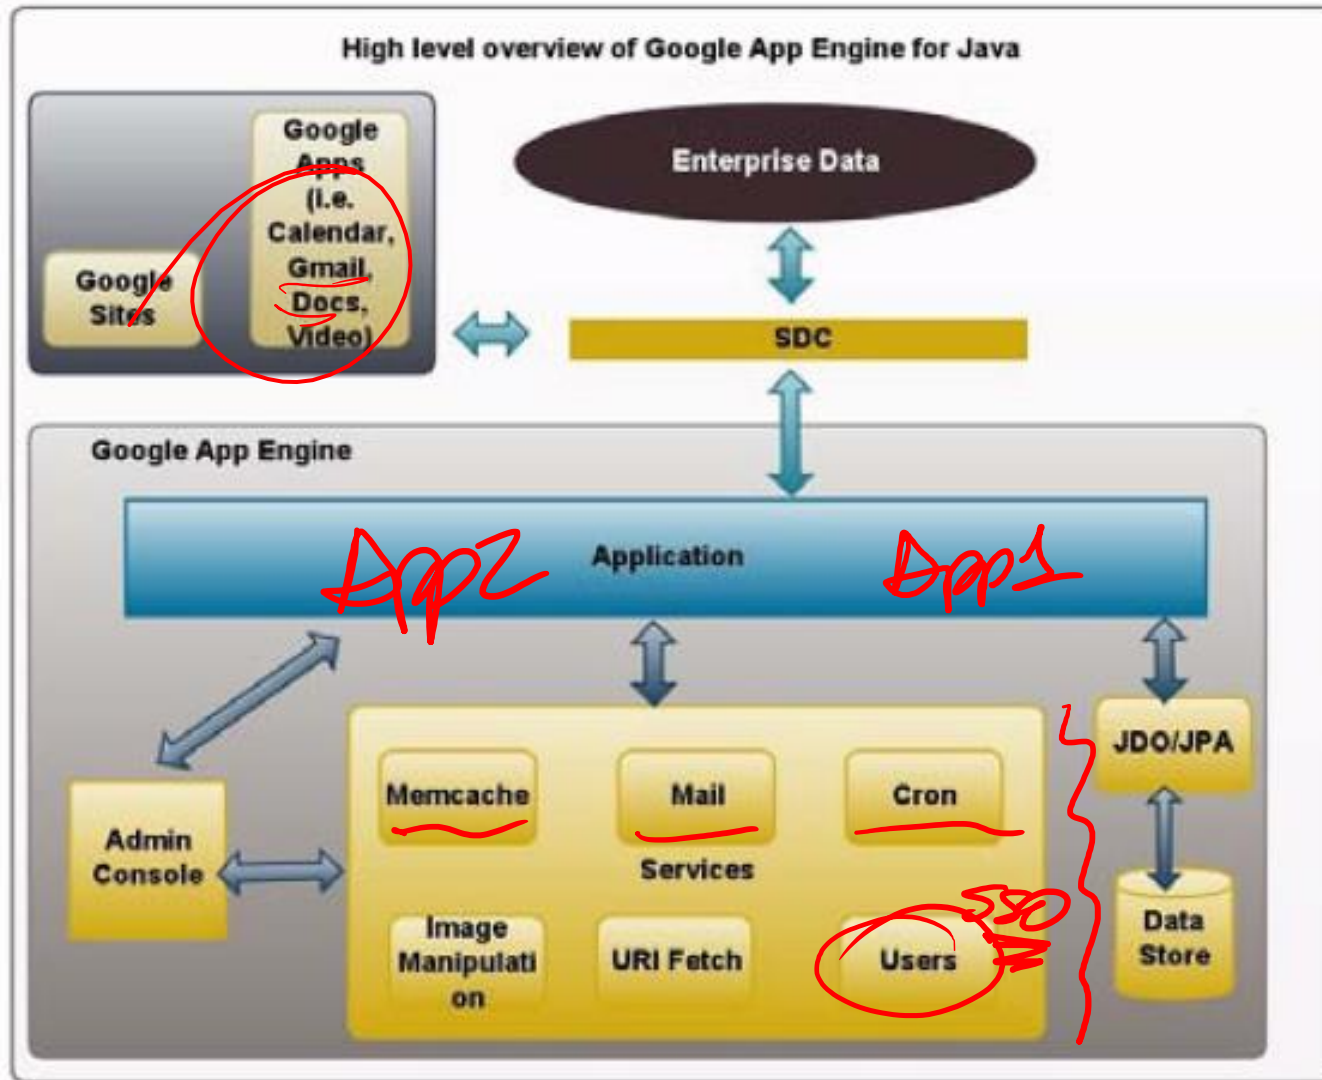 High level overview of Google App Engine for Java
Google
Apps
(i.e.
Calendar,
Gmail,
Docs,
Video)
Google
Sites
Enterprise Data
SDC
Google App Engine
App2
Application
App1
JDO/JPA
Memcache
Mail
Cron
Admin
Console
Services
SSO
Image
Manipulati
on
URI Fetch
Users
Data
Store